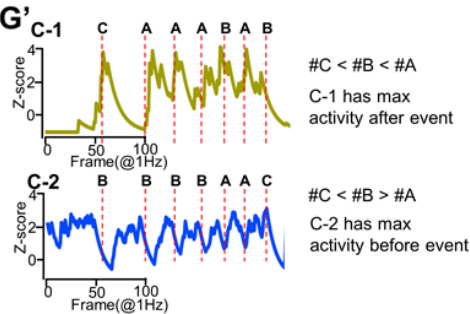 G'
C-1
C A A A B A B
Z-score
4
2
0
0 50 100
Frame(@1Hz)
#C < #B < #A
C-1 has max
activity after event
C-2
B B B B A A C
Z-score
4
2
0
0 50 100
Frame(@1Hz)
#C < #B > #A
C-2 has max
activity before event